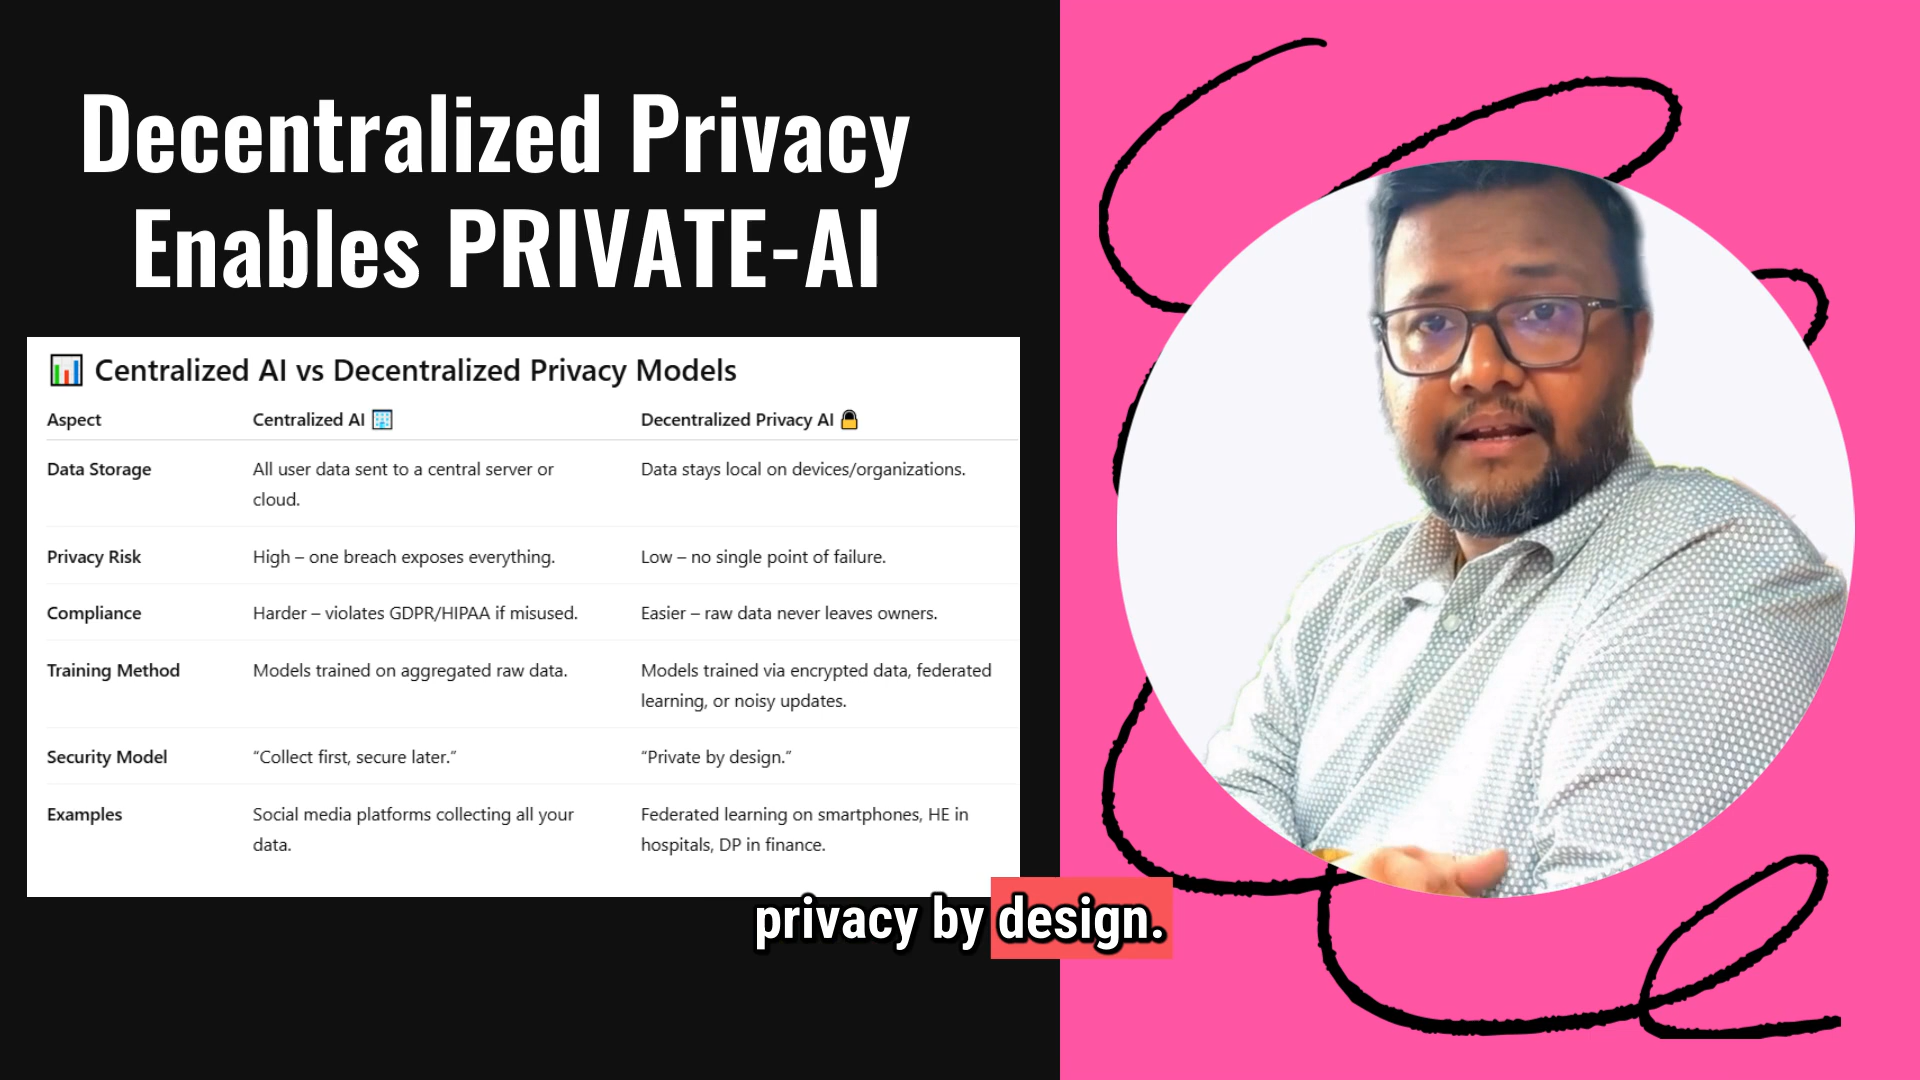 Decentralized Privacy
Enables PRIVATE-AI
Centralized AI vs Decentralized Privacy Models
Aspect Centralized AI Decentralized Privacy AI
Data Storage All user data sent to a central server or cloud. Data stays local on devices/organizations.
Privacy Risk High – one breach exposes everything. Low – no single point of failure.
Compliance Harder – violates GDPR/HIPAA if misused. Easier – raw data never leaves owners.
Training Method Models trained on aggregated raw data. Models trained via encrypted data, federated learning, or noisy updates.
Security Model “Collect first, secure later.” “Private by design.”
Examples Social media platforms collecting all your data. Federated learning on smartphones, HE in hospitals, DP in finance.
privacy by design.